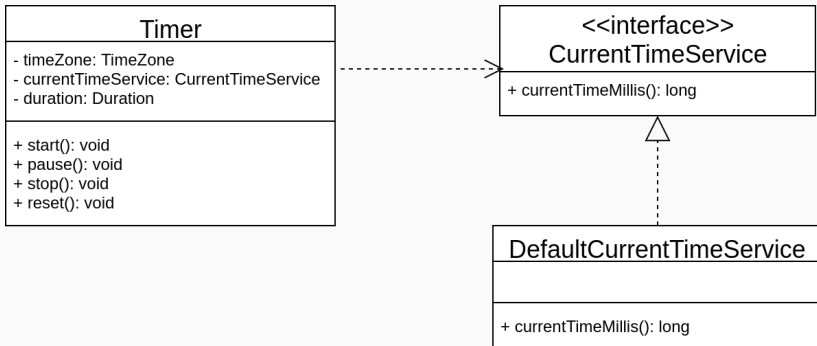 Timer
- timeZone: TimeZone
- currentTimeService: CurrentTimeService
- duration: Duration
+ start(): void
+ pause(): void
+ stop(): void
+ reset(): void
<<interface>>
CurrentTimeService
+ currentTimeMillis(): long
DefaultCurrentTimeService
+ currentTimeMillis(): long